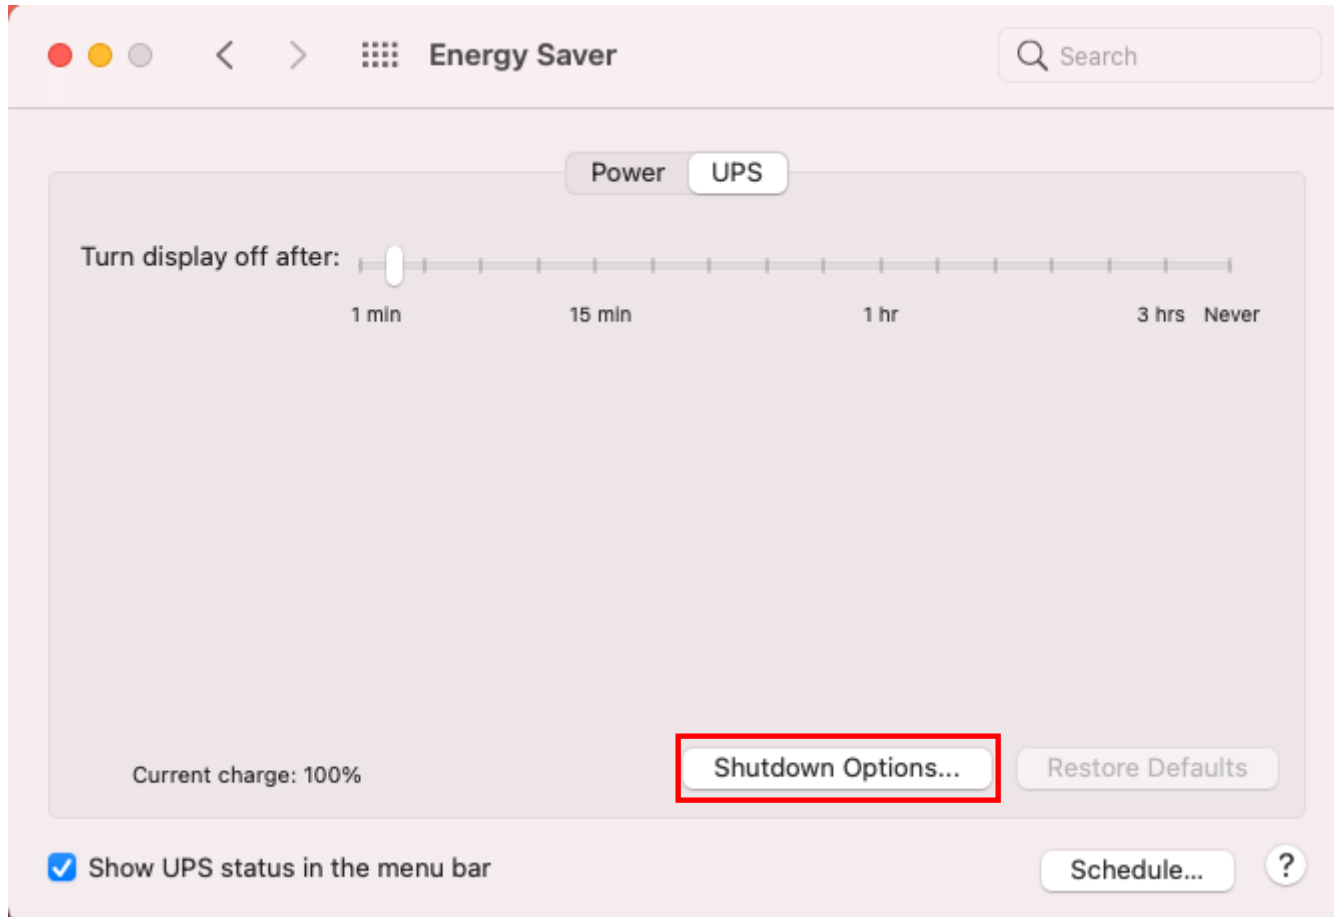 Energy Saver
Search
Power UPS
Turn display off after:
1 min 15 min 1 hr 3 hrs Never
Current charge: 100%
Shutdown Options...
Restore Defaults
Show UPS status in the menu bar
Schedule...
?